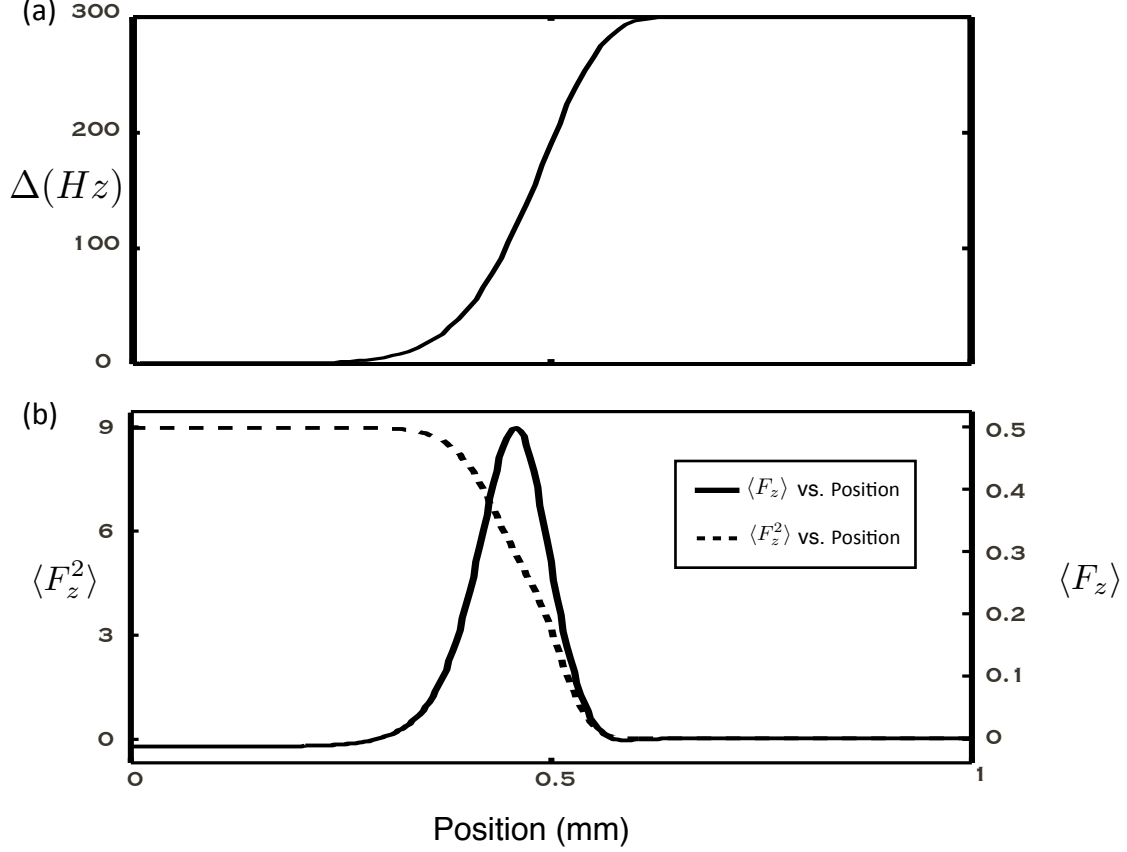 (a)
300
200
Δ(Hz)
100
0
(b)
9 0.5
⟨F_z⟩ vs. Position
0.4
6 ⟨F_z^2⟩ vs. Position
0.3
⟨F_z^2⟩ ⟨F_z⟩
3 0.2
0.1
0 0
0 0.5 1
Position (mm)